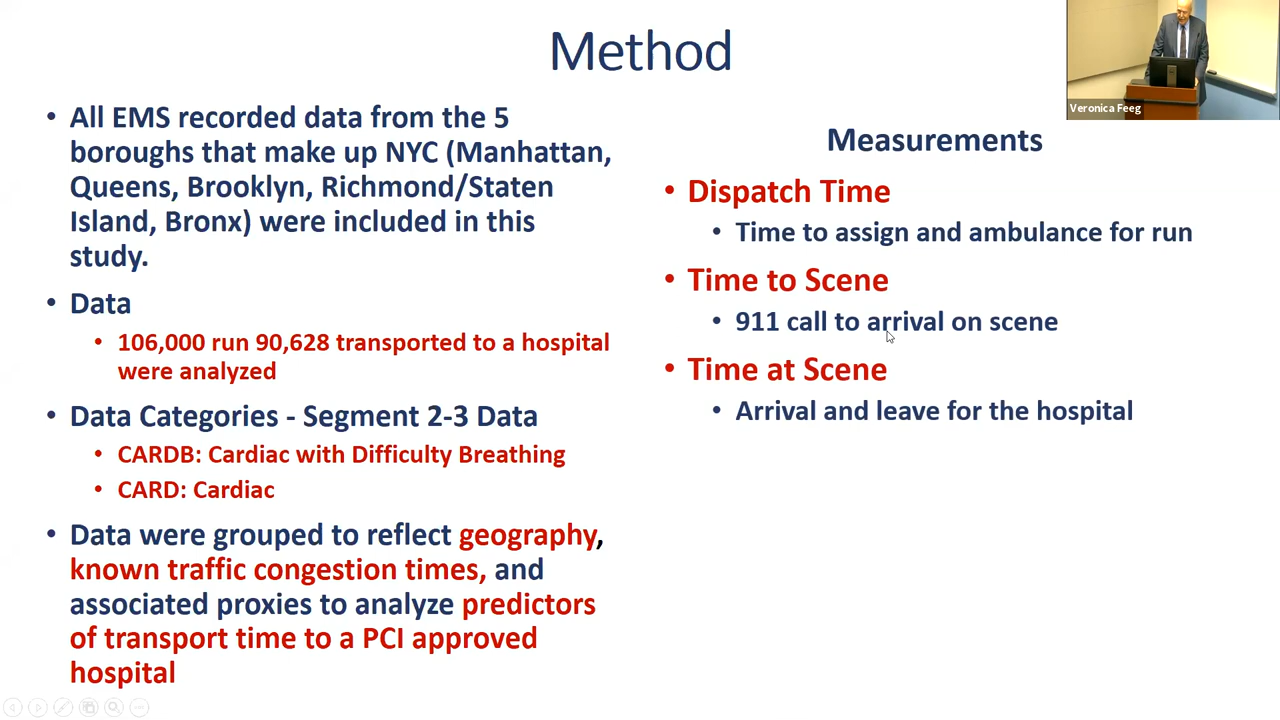 Method
• All EMS recorded data from the 5
boroughs that make up NYC (Manhattan,
Queens, Brooklyn, Richmond/Staten
Island, Bronx) were included in this
study.
• Data
• 106,000 run 90,628 transported to a hospital
were analyzed
• Data Categories - Segment 2-3 Data
• CARDB: Cardiac with Difficulty Breathing
• CARD: Cardiac
• Data were grouped to reflect geography,
known traffic congestion times, and
associated proxies to analyze predictors
of transport time to a PCI approved
hospital
Measurements
• Dispatch Time
• Time to assign and ambulance for run
• Time to Scene
• 911 call to arrival on scene
• Time at Scene
• Arrival and leave for the hospital
Veronica Feeg